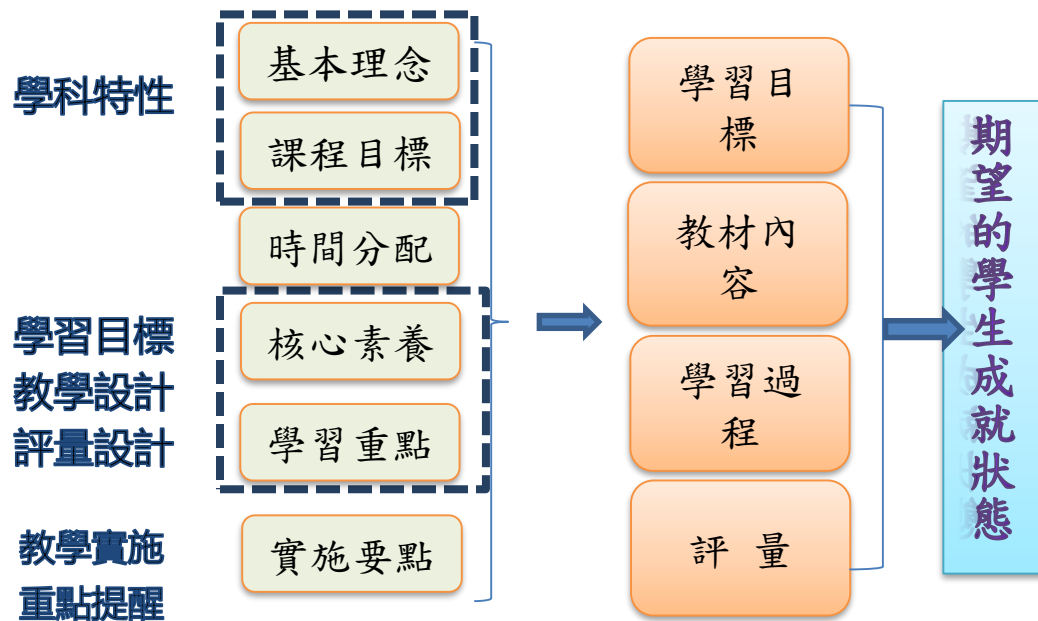 學科特性
基本理念
課程目標
時間分配
學習目標
教學設計
評量設計
核心素養
學習重點
教學實施
重點提醒
實施要點
學習目
標
教材內
容
學習過
程
評 量
期望的學生成就狀態